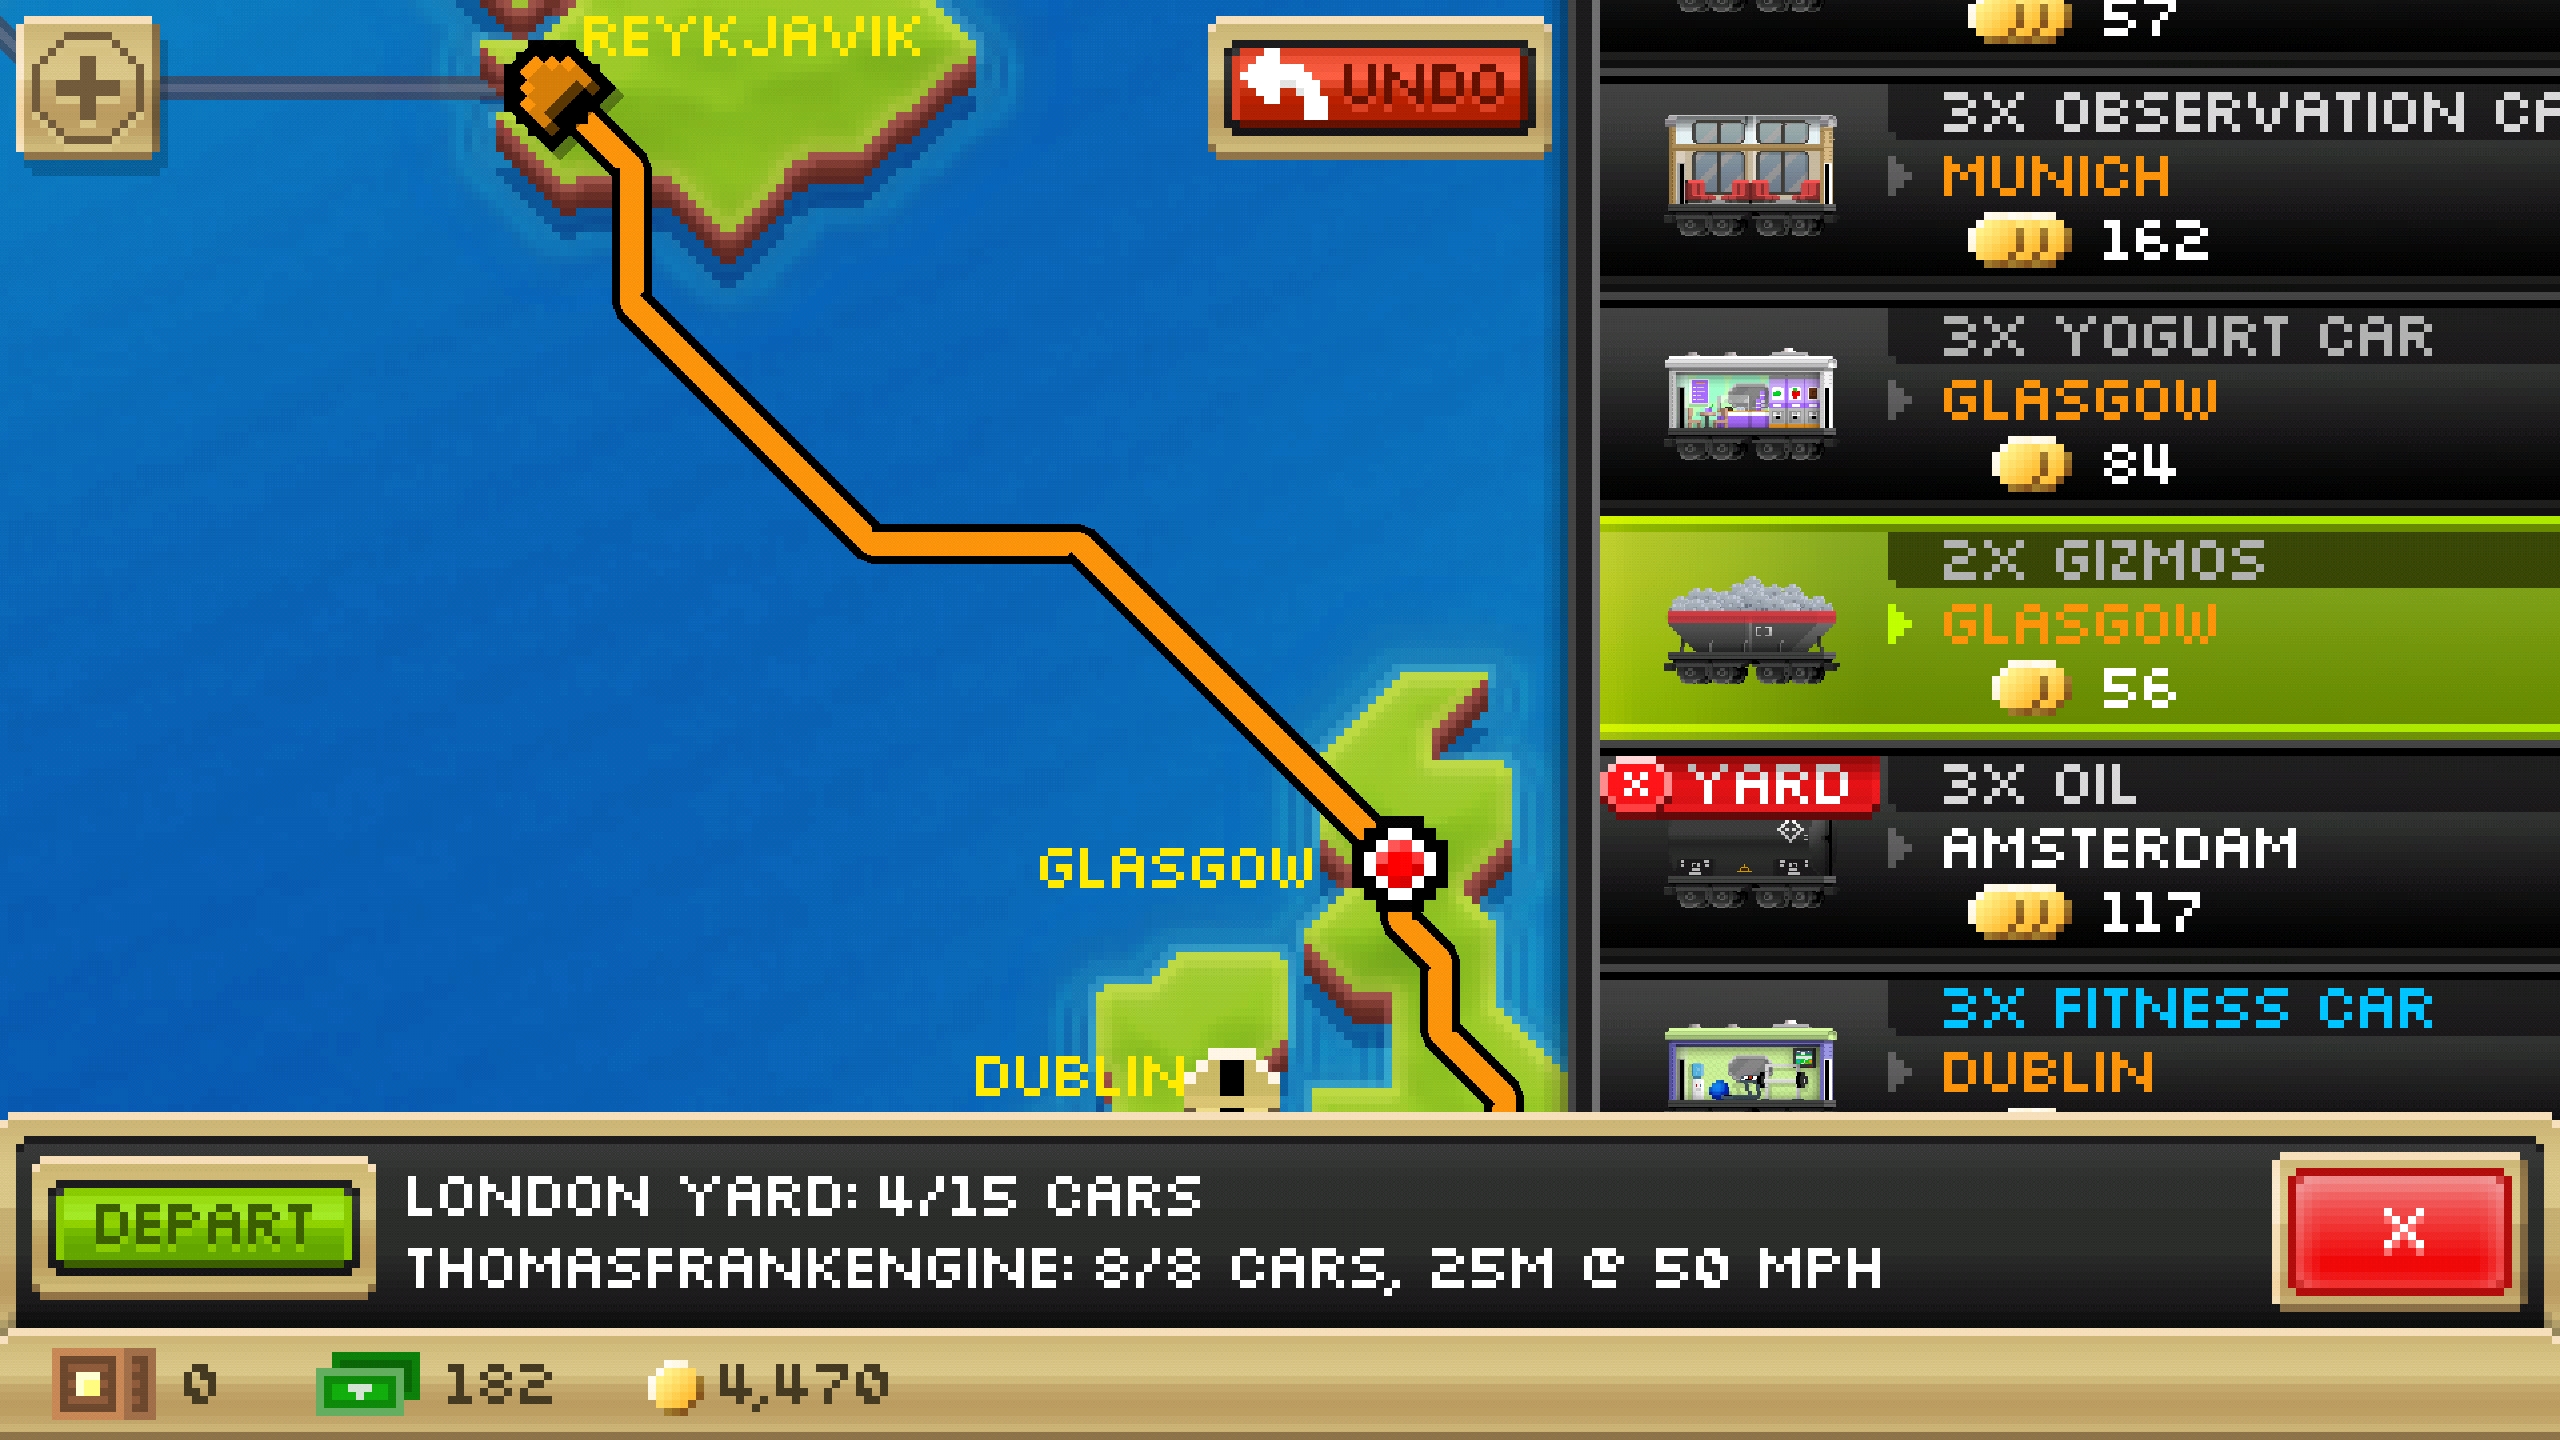 REYKJAVIK
UNDO
GLASGOW
DUBLIN
57
3X OBSERVATION CA
MUNICH
162
3X YOGURT CAR
GLASGOW
84
2X GIZMOS
GLASGOW
56
YARD
3X OIL
AMSTERDAM
117
3X FITNESS CAR
DUBLIN
DEPART
LONDON YARD: 4/15 CARS
THOMASFRANKENGINE: 8/8 CARS, 25M @ 50 MPH
X
0 182 4,470